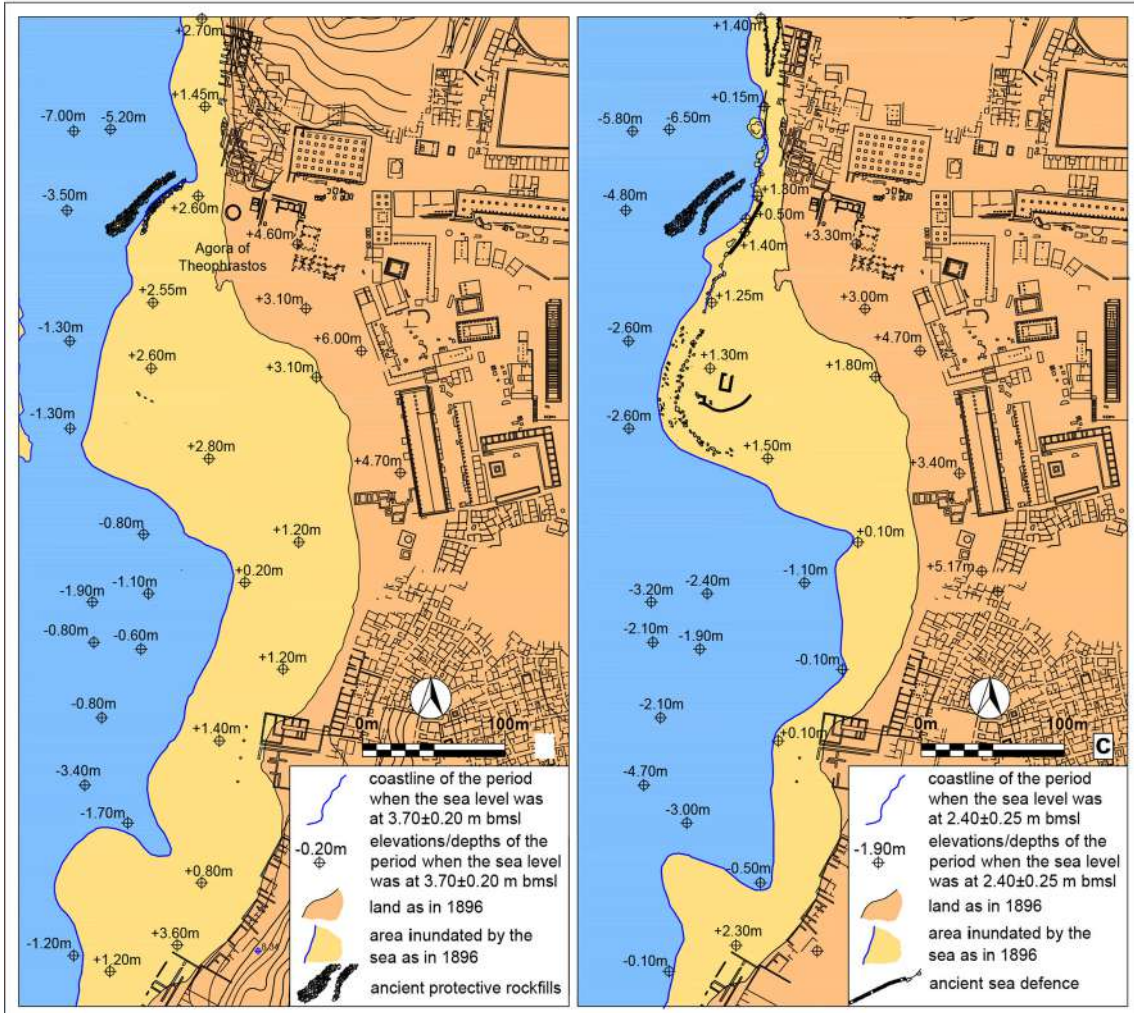 +2.70m
+1.45m
-7.00m -5.20m
-3.50m
+2.60m
Agora of
Theophrastos
+4.60m
+2.55m
+3.10m
-1.30m
+6.00m
+2.60m
+3.10m
-1.30m
+2.80m
+4.70m
-0.80m
+1.20m
+0.20m
-1.10m
-1.90m
-0.80m
-0.60m
+1.20m
-0.80m
+1.40m
0m 100m
-3.40m
-1.70m
+0.80m
+3.60m
-1.20m
+1.20m
coastline of the period
when the sea level was
at 3.70±0.20 m bmsl
-0.20m elevations/depths of the
period when the sea level
was at 3.70±0.20 m bmsl
land as in 1896
area inundated by the
sea as in 1896
ancient protective rockfills
+1.40m
+0.15m
-5.80m -6.50m
-4.80m
+1.80m
+0.50m
+1.40m
+3.30m
+1.25m
+3.00m
-2.60m
+4.70m
+1.30m
+1.80m
-2.60m
+1.50m
+3.40m
+0.10m
+5.17m
-1.10m
-2.40m
-3.20m
-2.10m
-1.90m
-0.10m
-2.10m
+0.10m
0m 100m
C
-4.70m
-3.00m
-0.50m
+2.30m
-0.10m
coastline of the period
when the sea level was
at 2.40±0.25 m bmsl
-1.90m elevations/depths of the
period when the sea level
was at 2.40±0.25 m bmsl
land as in 1896
area inundated by the
sea as in 1896
ancient sea defence